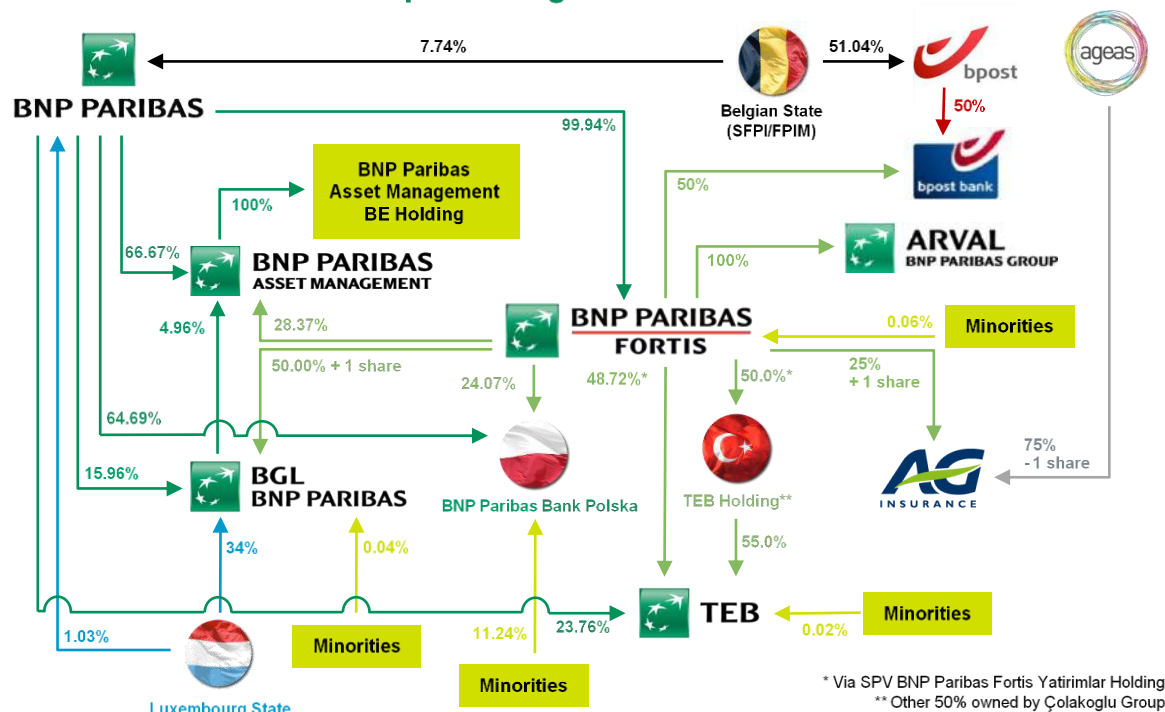 7.74%
51.04%
bpost
ageas
BNP PARIBAS
Belgian State
(SFPI/FPIM)
50%
99.94%
bpost bank
BNP Paribas
Asset Management
BE Holding
50%
100%
ARVAL
BNP PARIBAS GROUP
100%
66.67%
BNP PARIBAS
ASSET MANAGEMENT
4.96%
28.37%
BNP PARIBAS
FORTIS
0.06%
Minorities
50.00% + 1 share
24.07%
48.72%*
50.0%*
25%
+ 1 share
64.69%
75%
- 1 share
15.96%
BGL
BNP PARIBAS
BNP Paribas Bank Polska
TEB Holding**
AG
INSURANCE
34%
0.04%
55.0%
1.03%
Minorities
11.24%
23.76%
TEB
0.02%
Minorities
Minorities
Luxembourg State
* Via SPV BNP Paribas Fortis Yatirimlar Holding
** Other 50% owned by Çolakoglu Group